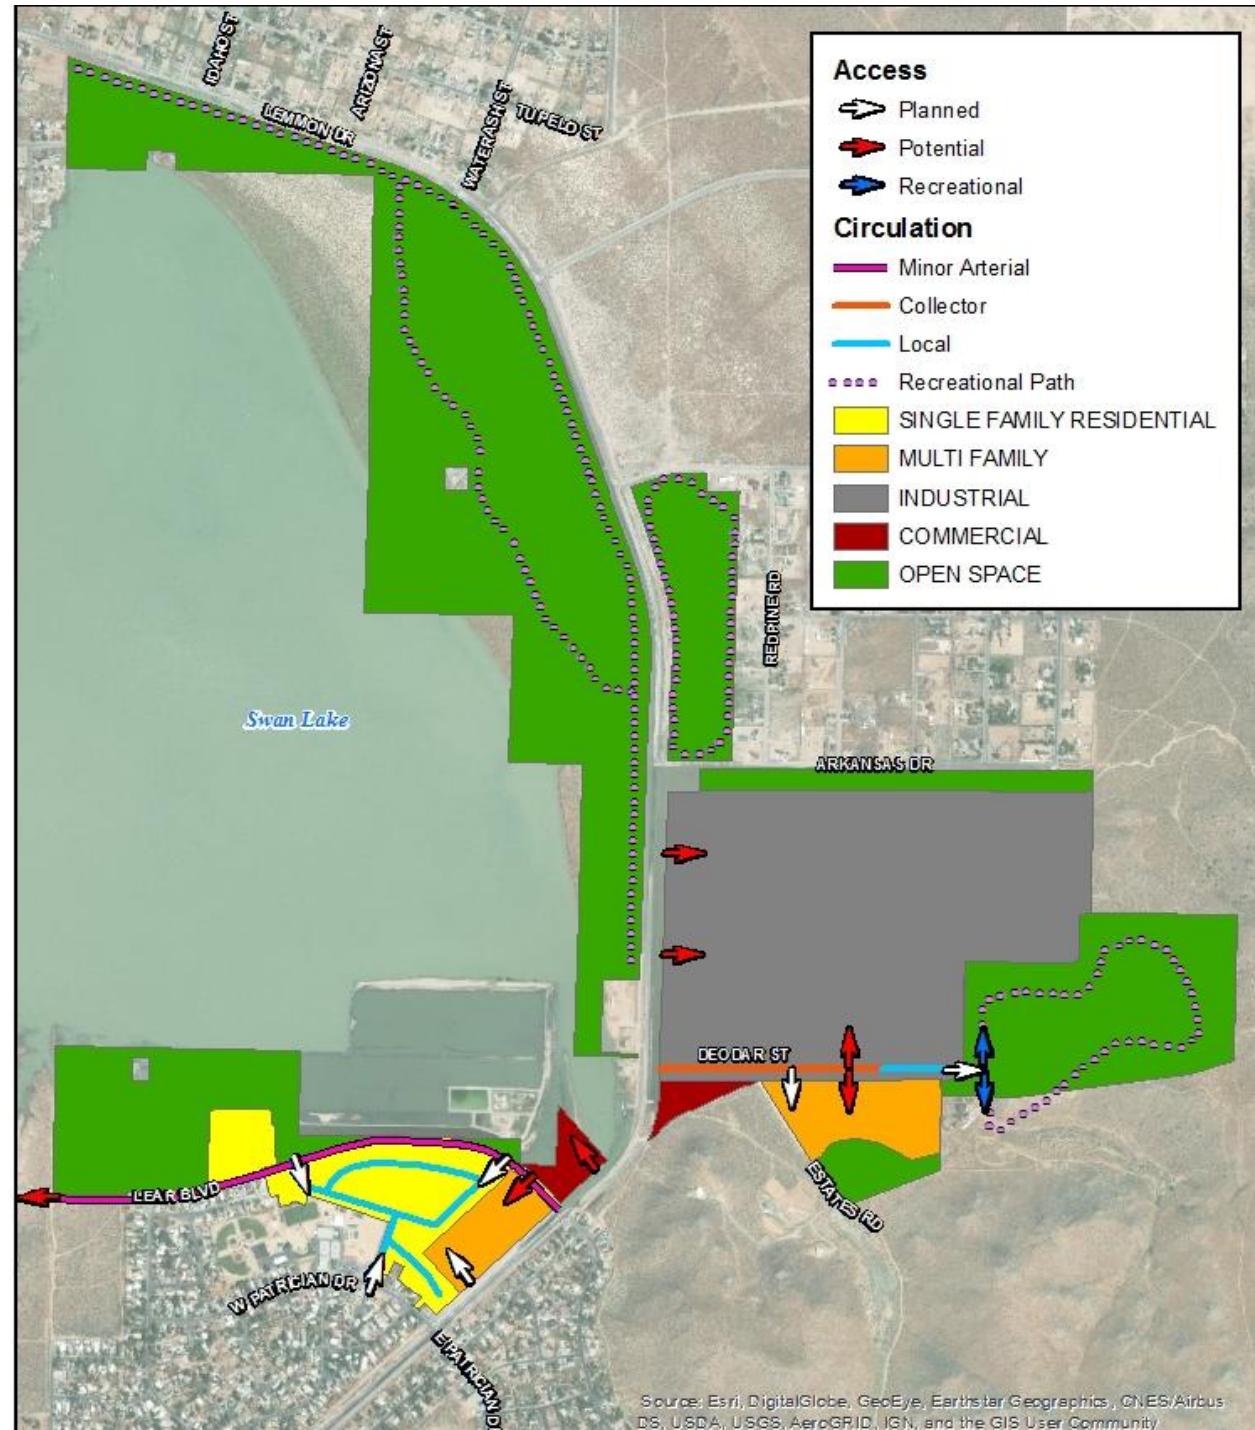 IDAHO ST
ARIZONA ST
WATERASH ST
TUPELO ST
LEMMON DR
Access
Planned
Potential
Recreational
Circulation
Minor Arterial
Collector
Local
Recreational Path
SINGLE FAMILY RESIDENTIAL
MULTI FAMILY
INDUSTRIAL
COMMERCIAL
OPEN SPACE
REDPINE RD
Swan Lake
ARKANSAS DR
DEODAR ST
LEAR BLVD
ESTATES RD
W PATRICIAN DR
E PATRICIAN D
Source: Esri, DigitalGlobe, GeoEye, Earthstar Geographics, CNES/Airbus
DS, USDA, USGS, AeroGRID, IGN, and the GIS User Community